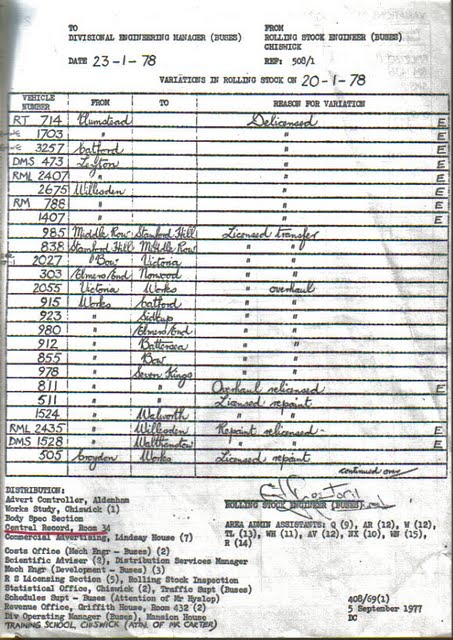 TO FROM
DIVISIONAL ENGINEERING MANAGER (BUSES) ROLLING STOCK ENGINEER (BUSES)
CHISWICK
DATE 23-1-78 REF: 508/1
VARIATIONS IN ROLLING STOCK ON 20-1-78
VEHICLE NUMBER FROM TO REASON FOR VARIATION
RT 714 Plumstead Delicensed E
1703 " " E
3257 Catford " E
DMS 473 Leyton " E
RML 2407 " " E
2675 Willesden " E
RM 788 " " E
1407 " " E
985 Middle Row Stamford Hill Licensed transfer
838 Stamford Hill Middle Row " "
2027 Bow Victoria " "
303 Elmers End Norwood " "
2055 Victoria Works " overhaul
915 Works Catford " "
923 " Sidcup " "
980 " Elmers End " "
912 " Battersea " "
855 " Bow " "
978 " Seven Kings " "
811 " " Overhaul relicensed E
511 " " Licensed repaint
1524 " Walworth " "
RML 2435 " Willesden Repaint relicensed E
DMS 1528 " Walthamstow " " E
505 Croydon Works Licensed repaint
continued over
DISTRIBUTION:
Advert Controller, Aldenham
Works Study, Chiswick (1)
Body Spec Section
Central Record, Room 34
Commercial Advertising, Lindsay House (7)
Costs Office (Mech Engr - Buses) (2)
Scientific Adviser (2), Distribution Services Manager
Mech Engr (Development - Buses) (3)
R S Licensing Section (5), Rolling Stock Inspection
Statistical Office, Chiswick (2), Traffic Supt (Buses)
Schedules Supt - Buses (Attention of Mr Hyslop)
Revenue Office, Griffith House, Room 432 (2)
Div Operating Manager (Buses), Manor House
TRAINING SCHOOL, CHISWICK (ATTN. OF MR CARTER)
ROLLING STOCK ENGINEER (BUSES)
AREA ADMIN ASSISTANTS: Q (9), AR (12), W (12),
TL (13), WH (11), AV (12), HX (10), WN (15),
R (14)
408/69(1)
5 September 1977
DC